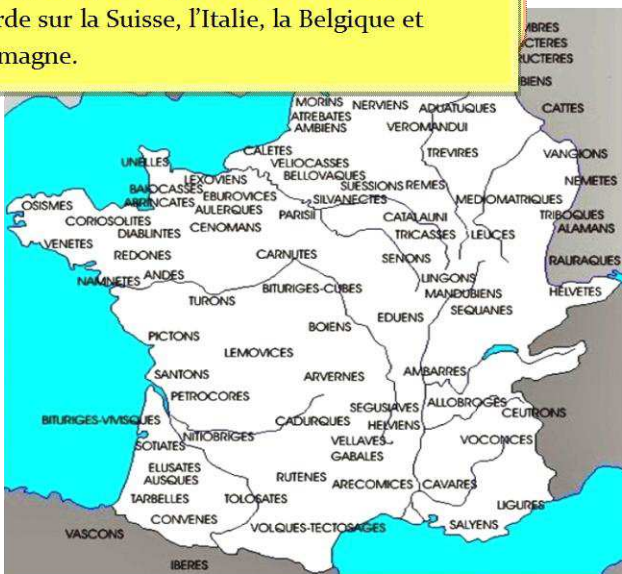 rde sur la Suisse, l'Italie, la Belgique et
magne.
MBRES
CTERES
UCTERES
BIENS
MORINS NERVIENS ADUATUQUES CATTES
ATREBATES
AMBIENS VEROMANDUI
CALETES TREVIRES VANGIONS
UNELLES VELIOCASSES
LEXOVIENS BELLOVAQUES
BAIOCASSES EBUROVICES SUESSIONS REMES NEMETES
OSISMES ABRINCATES AULERQUES SILVANECTES MEDIOMATRIQUES
CORIOSOLITES CENOMANS PARISII CATALAUNI TRIBOQUES
DIABLINTES TRICASSES LEUCES ALAMANS
VENETES
REDONES CARNUTES SENONS RAURAQUES
NAMNETES ANDES LINGONS
TURONS BITURIGES-CUBES MANDUBIENS HELVETES
SEQUANES
BOIENS EDUENS
PICTONS
LEMOVICES
SANTONS ARVERNES AMBARRES
PETROCORES
SEGUSIAVES ALLOBROGES
CEUTRONS
BITURIGES-VIVISQUES CADURQUES HELVIENS
NITIOBRIGES VELLAVES VOCONCES
SOTIATES GABALES
ELUSATES
AUSQUES RUTENES ARECOMICES CAVARES
TARBELLES TOLOSATES
LIGURES
CONVENES VOLQUES-TECTOSAGES SALYENS
VASCONS
IBERES